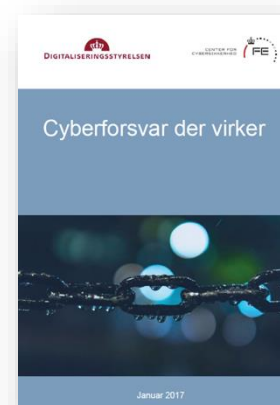 DIGITALISERINGSSTYRELSEN
CENTER FOR
CYBERSIKKERHED
FE
Cyberforsvar der virker
Januar 2017